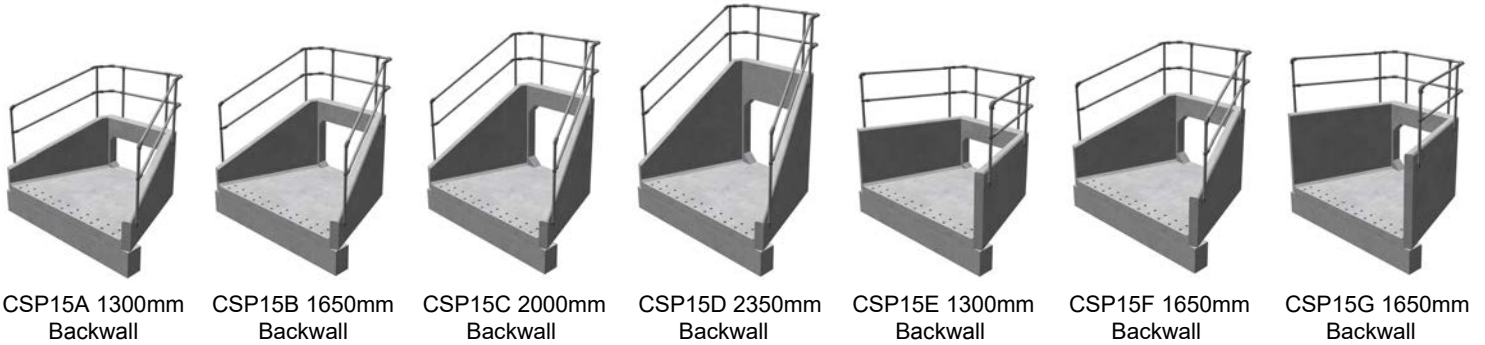 CSP15A 1300mm
Backwall
CSP15B 1650mm
Backwall
CSP15C 2000mm
Backwall
CSP15D 2350mm
Backwall
CSP15E 1300mm
Backwall
CSP15F 1650mm
Backwall
CSP15G 1650mm
Backwall